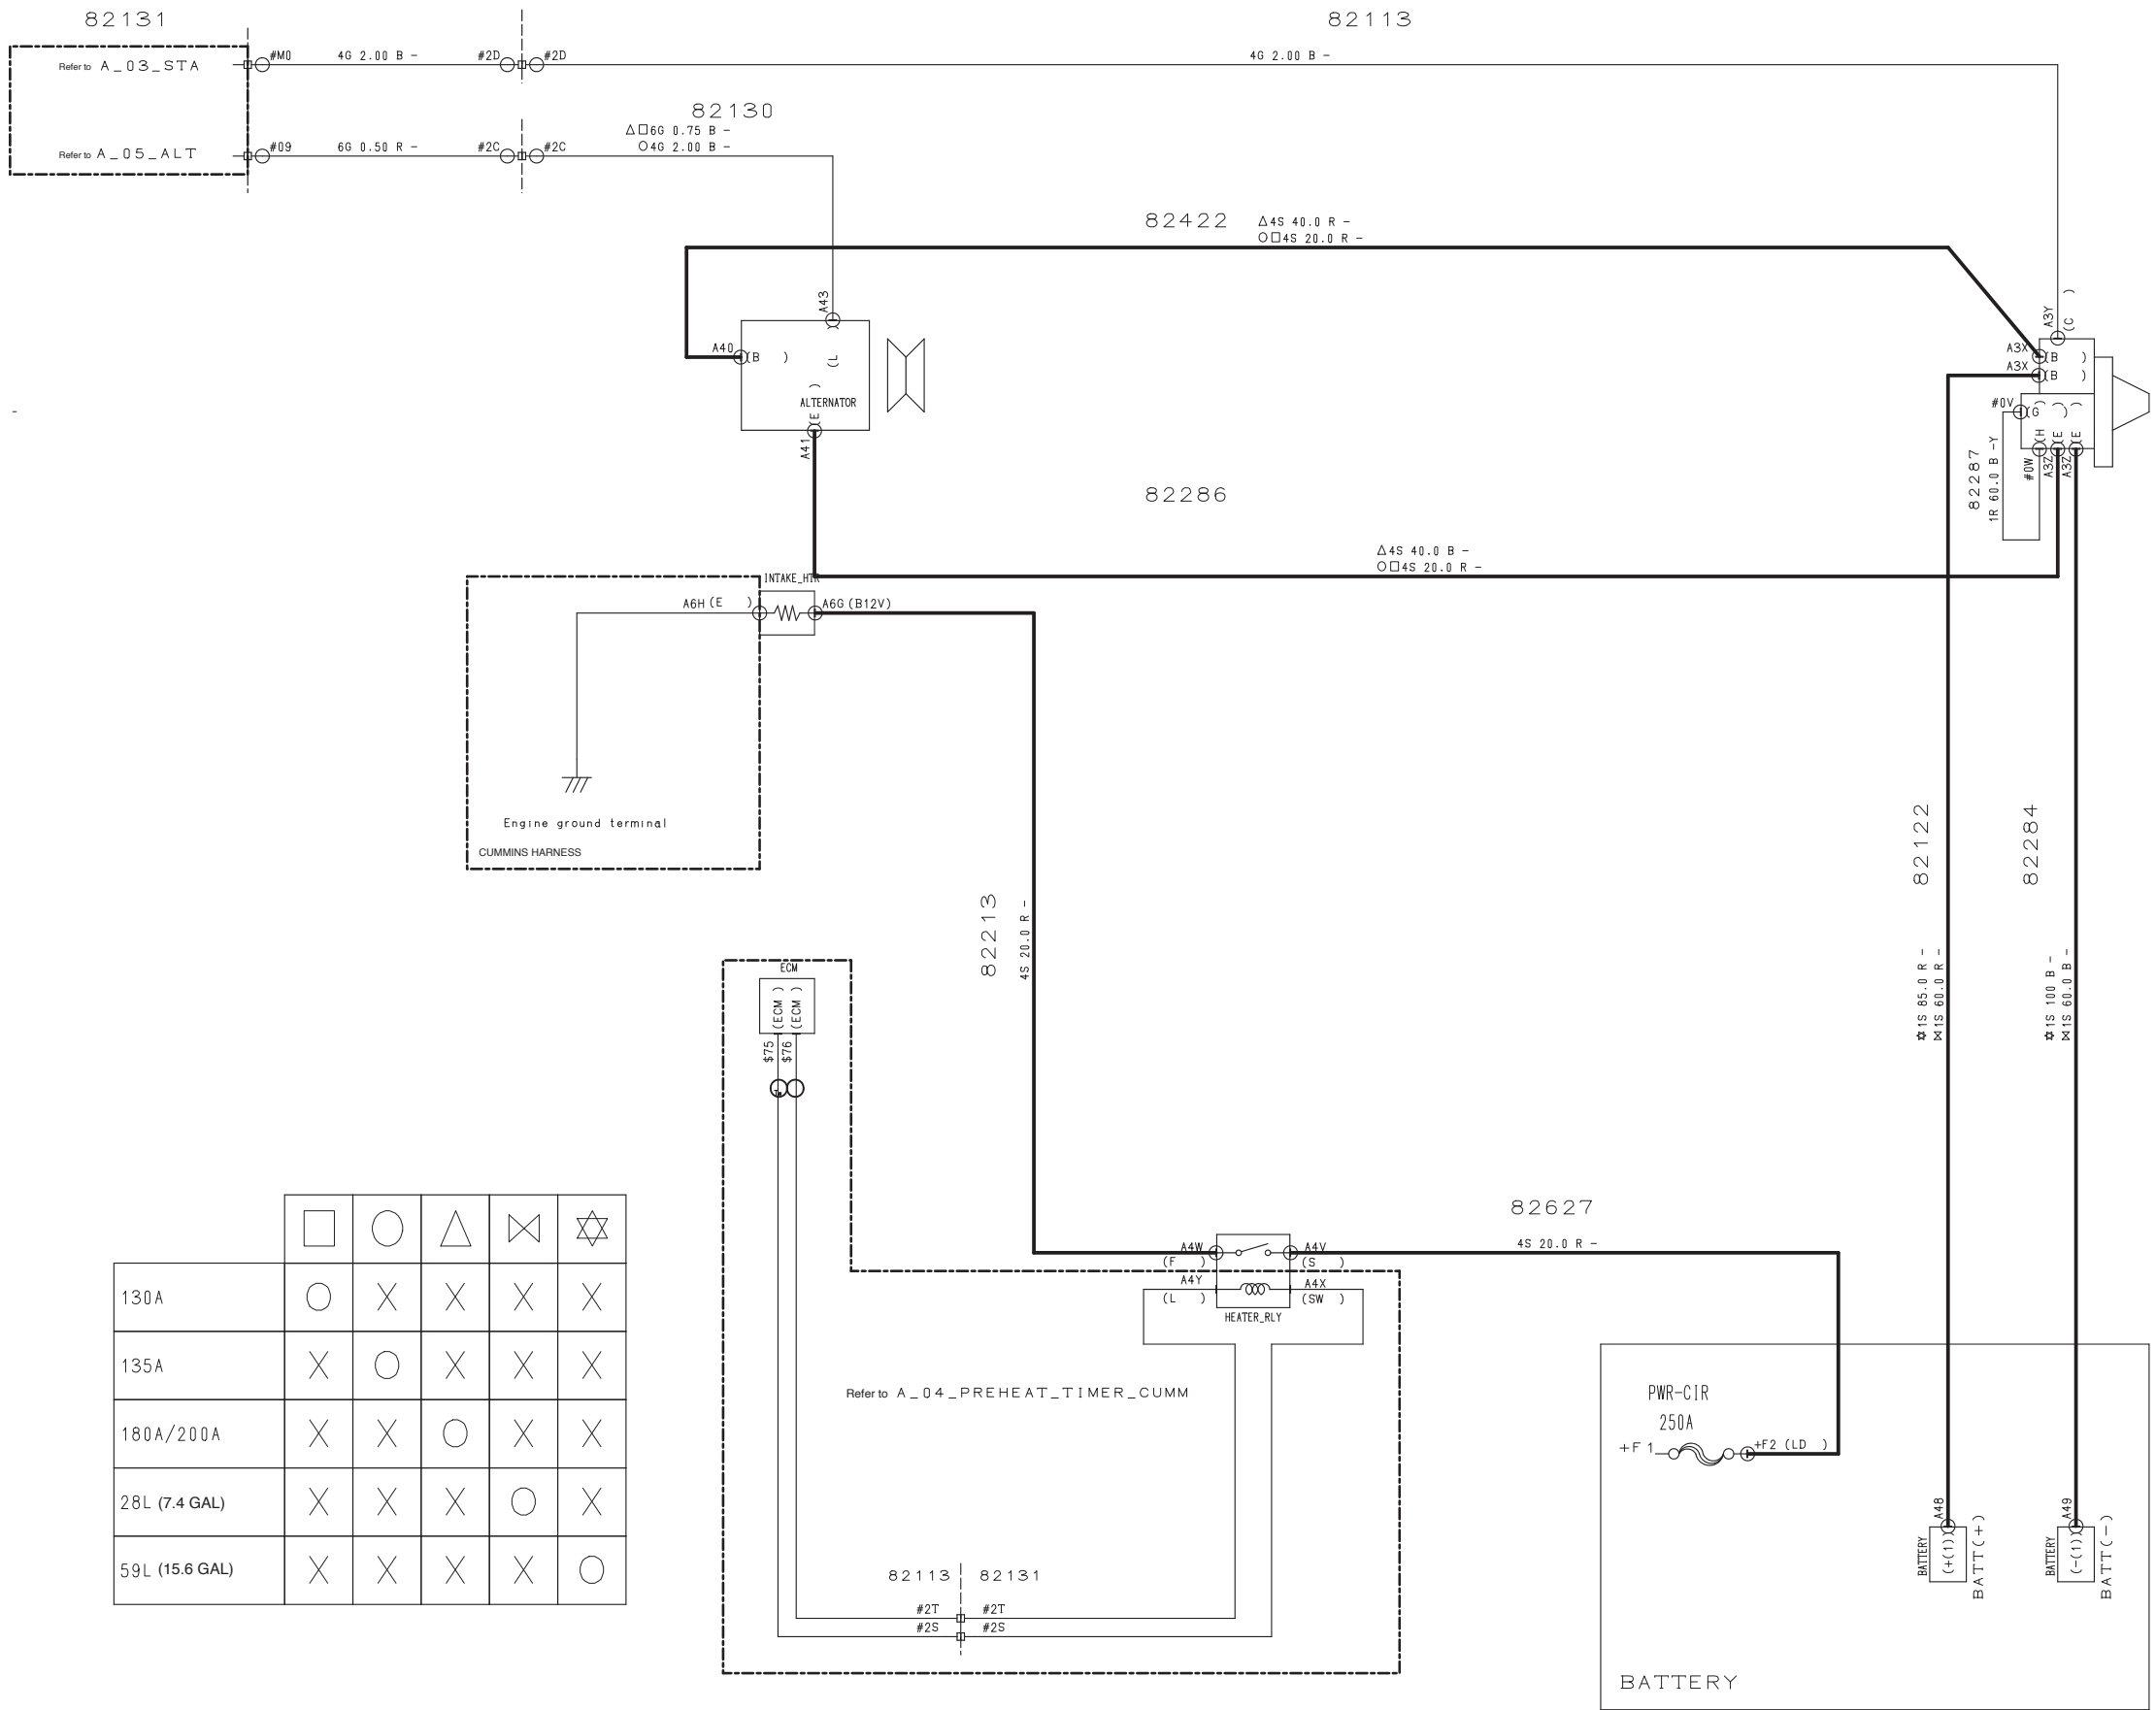 82131
82113
Refer to A_03_STA
#M0
4G 2.00 B -
#2D
#2D
4G 2.00 B -
82130
△□6G 0.75 B -
○4G 2.00 B -
Refer to A_05_ALT
#09
6G 0.50 R -
#2C
#2C
82422
△4S 40.0 R -
○□4S 20.0 R -
A43
A40
(B )
(L )
ALTERNATOR
(E )
A41
A3Y
(C )
A3X
(B )
A3X
(B )
#0V
(G )
(H )
(E )
(E )
#0W
A3Z
A3Z
82287
1R 60.0 B -Y
82286
△4S 40.0 B -
○□4S 20.0 R -
INTAKE_HTR
A6H (E )
A6G (B12V)
Engine ground terminal
CUMMINS HARNESS
82213
4S 20.0 R -
82122
✡1S 85.0 R -
⋈1S 60.0 R -
82284
✡1S 100 B -
⋈1S 60.0 B -
ECM
(ECM )
(ECM )
$75
$76
82627
4S 20.0 R -
A4W
(F )
A4V
(S )
A4Y
(L )
A4X
(SW )
HEATER_RLY
Refer to A_04_PREHEAT_TIMER_CUMM
82113
82131
#2T
#2T
#2S
#2S
PWR-CIR
250A
+F1
+F2 (LD )
A48
BATTERY
(+(1))
BATT(+)
A49
BATTERY
(-(1))
BATT(-)
BATTERY
□ ○ △ ⋈ ✡
130A ○ X X X X
135A X ○ X X X
180A/200A X X ○ X X
28L (7.4 GAL) X X X ○ X
59L (15.6 GAL) X X X X ○